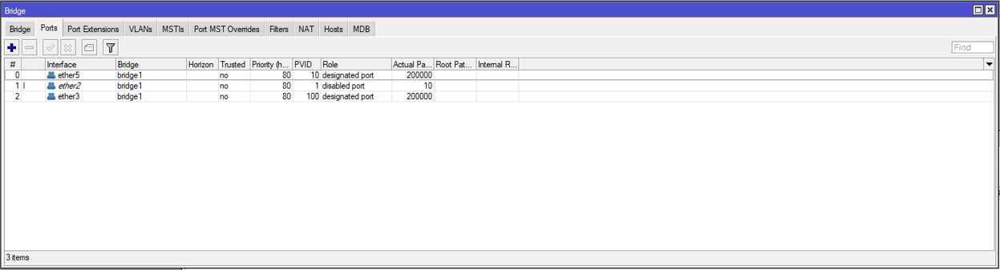 Bridge
Bridge Ports Port Extensions VLANs MSTIs Port MST Overrides Filters NAT Hosts MDB
Find
# Interface Bridge Horizon Trusted Priority (h... PVID Role Actual Pa... Root Pat... Internal R...
0 ether5 bridge1 no 80 10 designated port 200000
1 I ether2 bridge1 no 80 1 disabled port 10
2 ether3 bridge1 no 80 100 designated port 200000
3 items